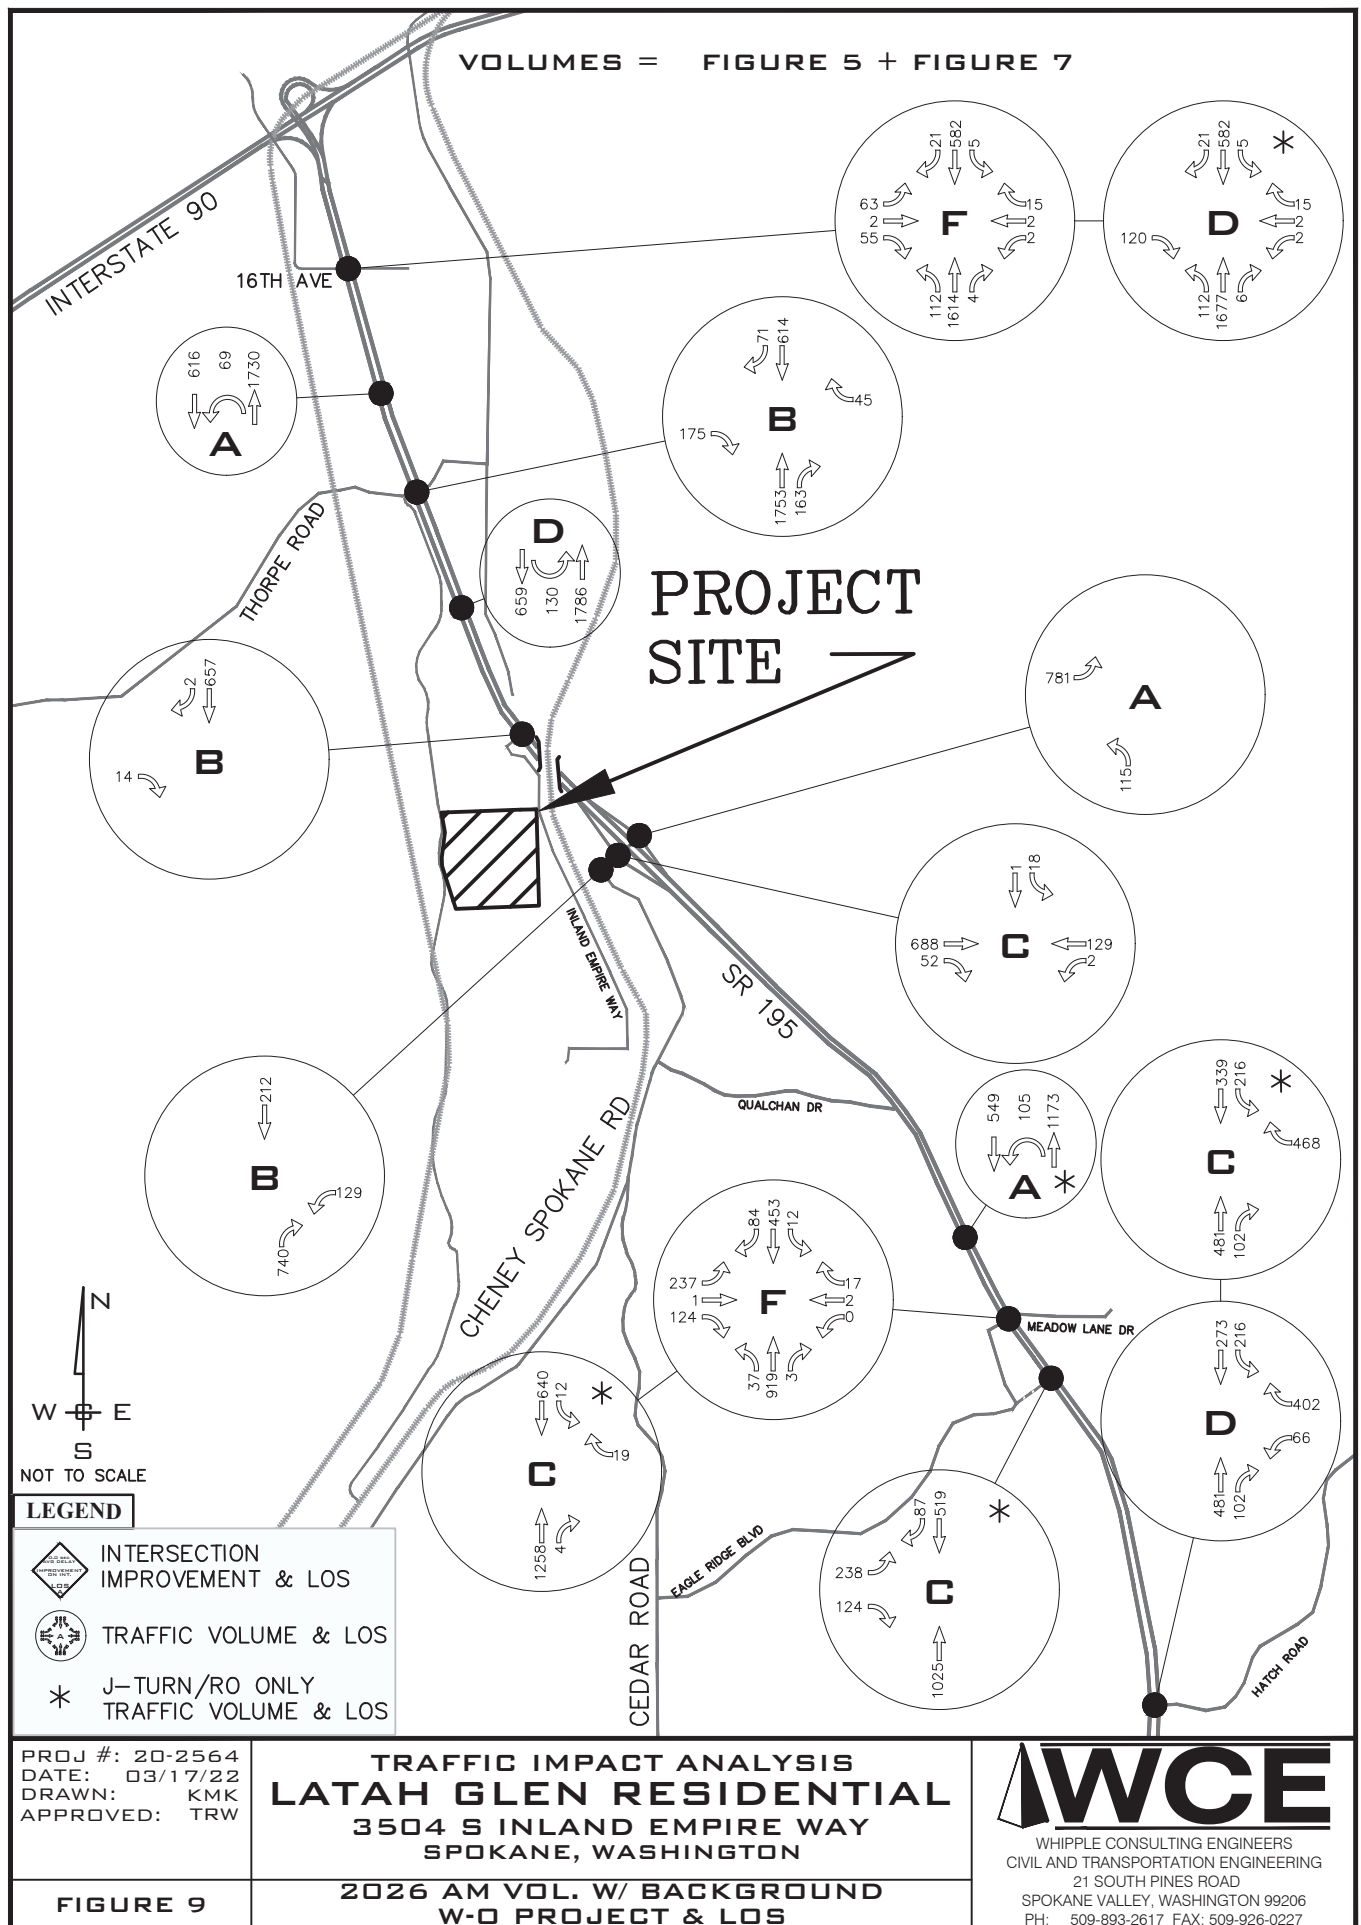 VOLUMES = FIGURE 5 + FIGURE 7
INTERSTATE 90
16TH AVE
21 582 5
63 15
2 F 2
55 2
112 1614 4
21 582 5 *
15
D 2
120 2
112 1677 6
616 69 1730
A
71 614
45
B
175
1753 163
THORPE ROAD
D
659 130 1786
PROJECT
SITE
2 657
B
14
781
A
115
1 18
688 C 129
52 2
INLAND EMPIRE WAY
SR 195
212
B
129
740
QUALCHAN DR
CHENEY SPOKANE RD
549 105 1173
A *
339 216 *
468
C
481 102
84 453 12
237 17
1 F 2
124 0
37 919 3
MEADOW LANE DR
273 216
402
D 66
481 102
640 12 *
19
C
1258 4
87 519 *
238
C
124
1025
N
W E
S
NOT TO SCALE
CEDAR ROAD
EAGLE RIDGE BLVD
HATCH ROAD
LEGEND
IMPROVEMENT
ON INT.
LOS
A
INTERSECTION
IMPROVEMENT & LOS
A
TRAFFIC VOLUME & LOS
* J-TURN/RO ONLY
TRAFFIC VOLUME & LOS
PROJ #: 20-2564
DATE: 03/17/22
DRAWN: KMK
APPROVED: TRW
FIGURE 9
TRAFFIC IMPACT ANALYSIS
LATAH GLEN RESIDENTIAL
3504 S INLAND EMPIRE WAY
SPOKANE, WASHINGTON
2026 AM VOL. W/ BACKGROUND
W-O PROJECT & LOS
WCE
WHIPPLE CONSULTING ENGINEERS
CIVIL AND TRANSPORTATION ENGINEERING
21 SOUTH PINES ROAD
SPOKANE VALLEY, WASHINGTON 99206
PH: 509-893-2617 FAX: 509-926-0227